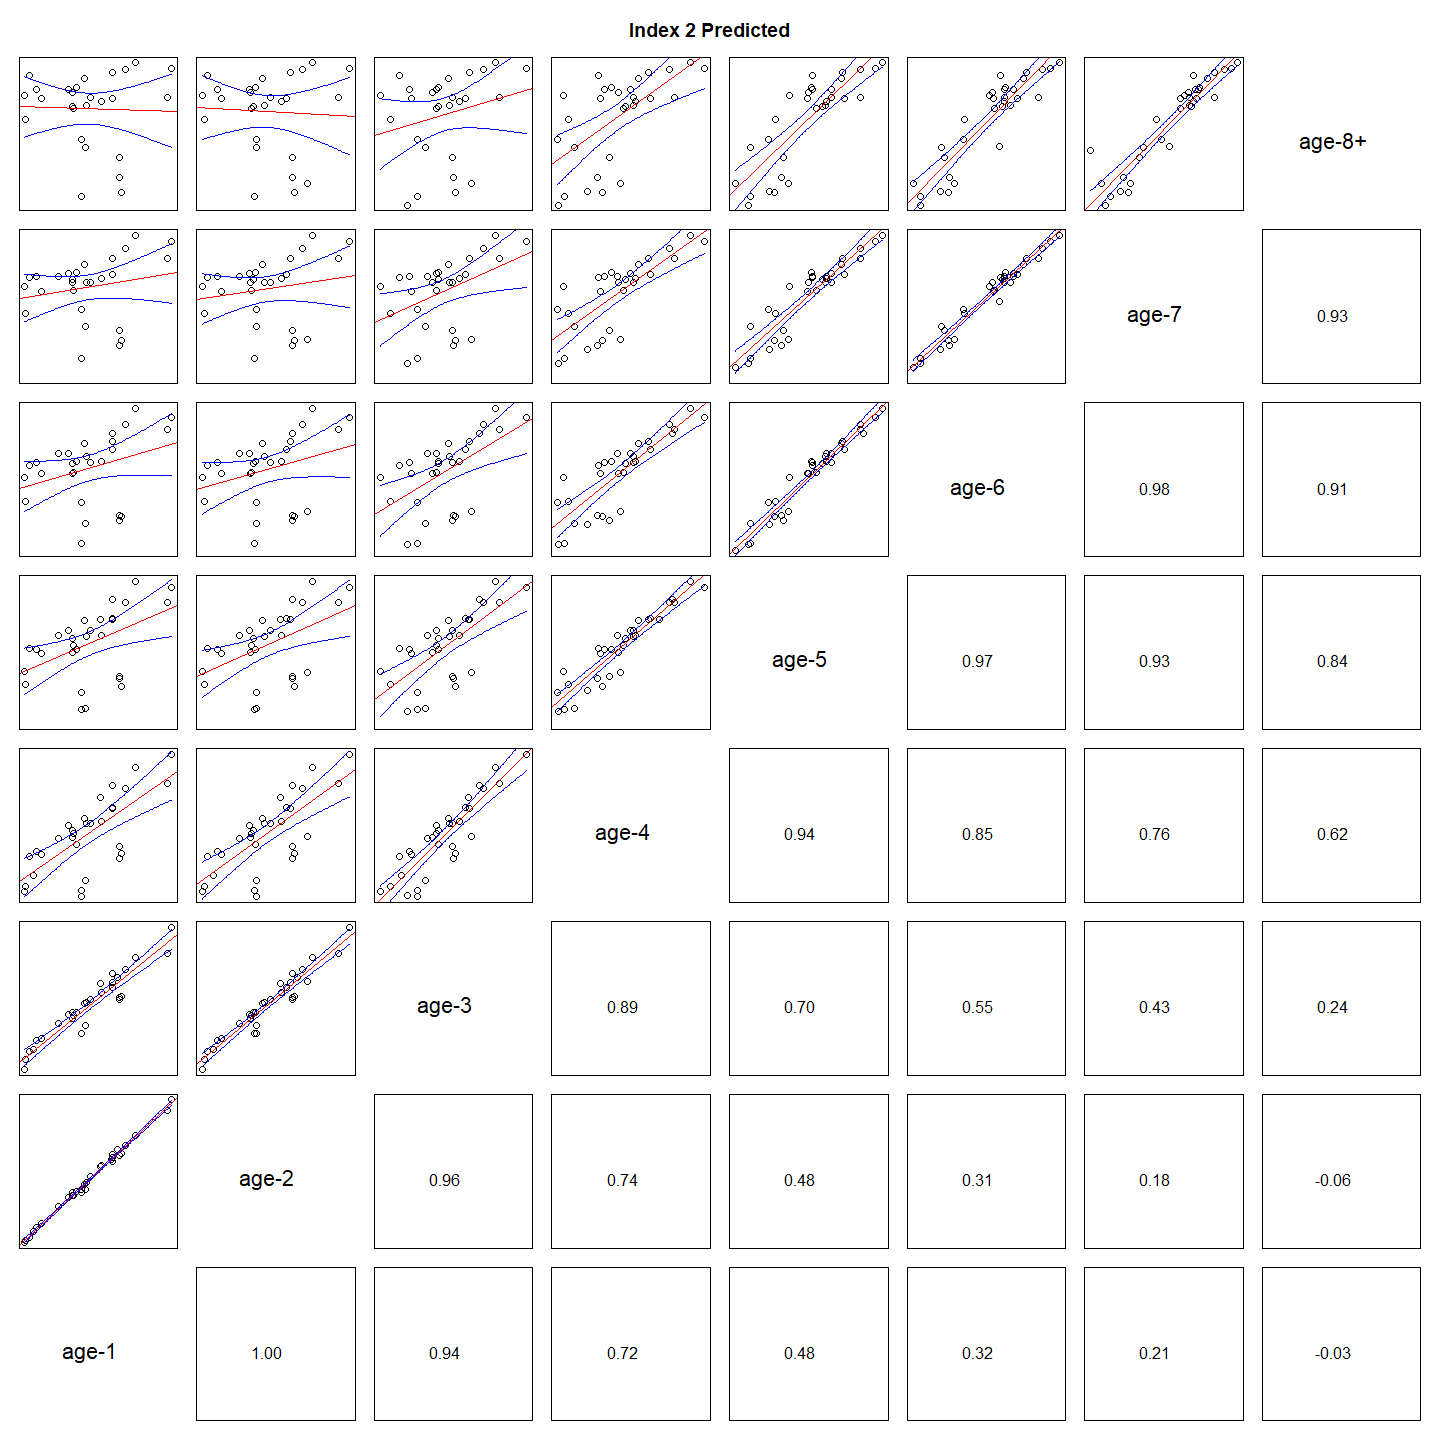 Index 2 Predicted
age-8+
age-7 0.93
age-6 0.98 0.91
age-5 0.97 0.93 0.84
age-4 0.94 0.85 0.76 0.62
age-3 0.89 0.70 0.55 0.43 0.24
age-2 0.96 0.74 0.48 0.31 0.18 -0.06
age-1 1.00 0.94 0.72 0.48 0.32 0.21 -0.03